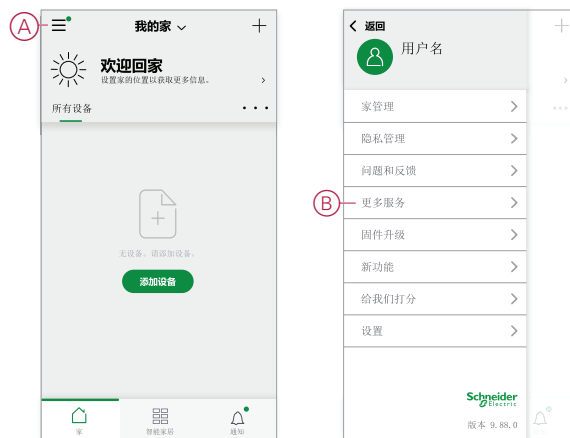 A
我的家
欢迎回家
设置家的位置以获取更多信息。
所有设备
无设备，请添加设备。
添加设备
家
智能家居
通知
返回
用户名
家管理
隐私管理
问题和反馈
B
更多服务
固件升级
新功能
给我们打分
设置
Schneider
Electric
版本 9.88.0